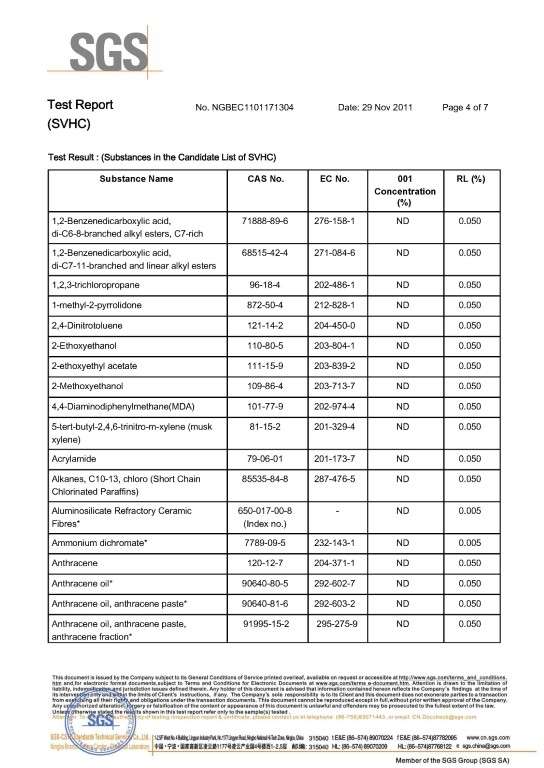 SGS
Test Report No. NGBEC1101171304 Date: 29 Nov 2011 Page 4 of 7
(SVHC)
Test Result : (Substances in the Candidate List of SVHC)
Substance Name CAS No. EC No. 001 Concentration (%) RL (%)
1,2-Benzenedicarboxylic acid, 71888-89-6 276-158-1 ND 0.050
di-C6-8-branched alkyl esters, C7-rich
1,2-Benzenedicarboxylic acid, 68515-42-4 271-084-6 ND 0.050
di-C7-11-branched and linear alkyl esters
1,2,3-trichloropropane 96-18-4 202-486-1 ND 0.050
1-methyl-2-pyrrolidone 872-50-4 212-828-1 ND 0.050
2,4-Dinitrotoluene 121-14-2 204-450-0 ND 0.050
2-Ethoxyethanol 110-80-5 203-804-1 ND 0.050
2-ethoxyethyl acetate 111-15-9 203-839-2 ND 0.050
2-Methoxyethanol 109-86-4 203-713-7 ND 0.050
4,4-Diaminodiphenylmethane(MDA) 101-77-9 202-974-4 ND 0.050
5-tert-butyl-2,4,6-trinitro-m-xylene (musk 81-15-2 201-329-4 ND 0.050
xylene)
Acrylamide 79-06-01 201-173-7 ND 0.050
Alkanes, C10-13, chloro (Short Chain 85535-84-8 287-476-5 ND 0.050
Chlorinated Paraffins)
Aluminosilicate Refractory Ceramic 650-017-00-8 - ND 0.005
Fibres* (Index no.)
Ammonium dichromate* 7789-09-5 232-143-1 ND 0.005
Anthracene 120-12-7 204-371-1 ND 0.050
Anthracene oil* 90640-80-5 292-602-7 ND 0.050
Anthracene oil, anthracene paste* 90640-81-6 292-603-2 ND 0.050
Anthracene oil, anthracene paste, 91995-15-2 295-275-9 ND 0.050
anthracene fraction*
This document is issued by the Company subject to its General Conditions of Service printed overleaf, available on request or accessible at http://www.sgs.com/terms_and_conditions.
htm and,for electronic format documents,subject to Terms and Conditions for Electronic Documents at www.sgs.com/terms_e-document.htm. Attention is drawn to the limitation of
liability, indemnification and jurisdiction issues defined therein. Any holder of this document is advised that information contained hereon reflects the Company's findings at the time of
its intervention only and within the limits of Client's instructions, if any. The Company's sole responsibility is to its Client and this document does not exonerate parties to a transaction
from exercising all their rights and obligations under the transaction documents. This document cannot be reproduced except in full,without prior written approval of the Company.
Any unauthorized alteration, forgery or falsification of the content or appearance of this document is unlawful and offenders may be prosecuted to the fullest extent of the law.
Unless otherwise stated the results shown in this test report refer only to the sample(s) tested .
SGS
315040 t E&E (86–574) 89070224 f E&E (86–574)87782095 www.cn.sgs.com
315040 HL: (86–574) 89070209 HL: (86–574)87768122 e sgs.china@sgs.com
Member of the SGS Group (SGS SA)